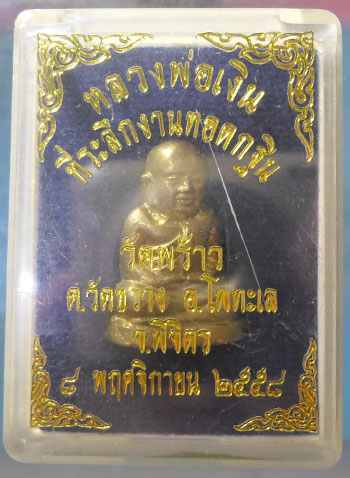 หลวงพ่อเงิน
ที่ระลึกงานทอดกฐิน
วัดพร้าว
ต.วัดขวาง อ.โพทะเล
จ.พิจิตร
๘ พฤศจิกายน ๒๕๕๘